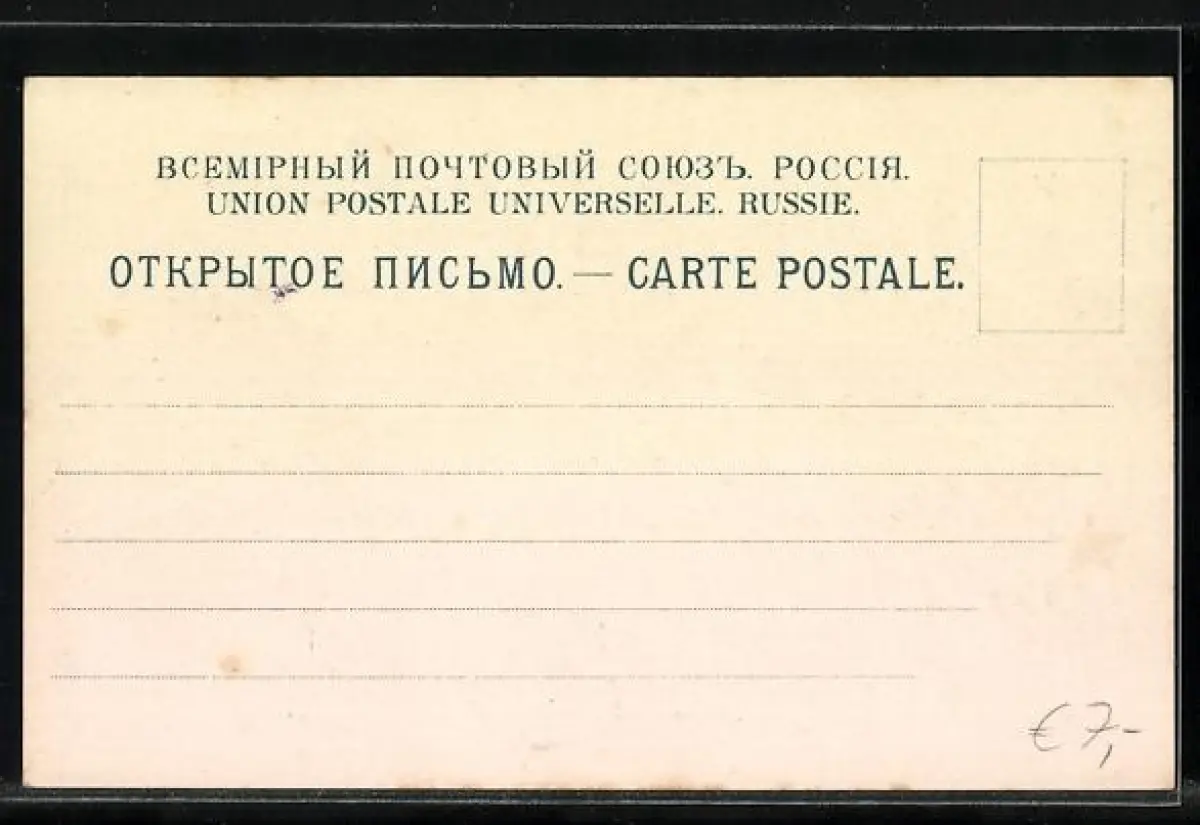 ВСЕМІРНЫЙ ПОЧТОВЫЙ СОЮЗЪ. РОССІЯ.
UNION POSTALE UNIVERSELLE. RUSSIE.
ОТКРЫТОЕ ПИСЬМО. — CARTE POSTALE.
€7,-